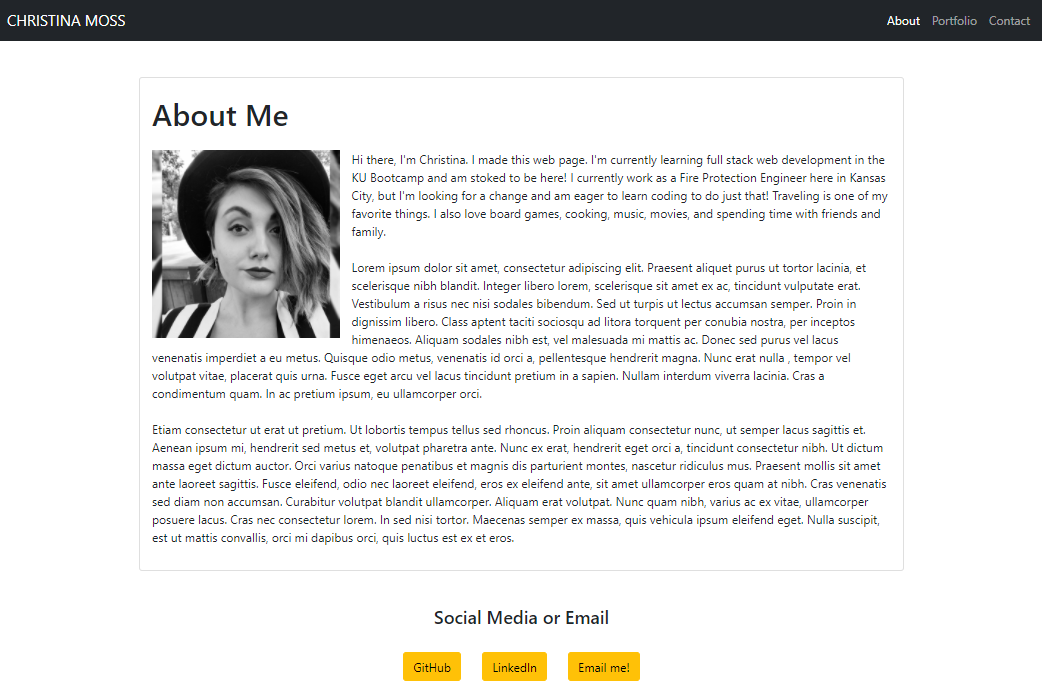 CHRISTINA MOSS
About Portfolio Contact
About Me
Hi there, I'm Christina. I made this web page. I'm currently learning full stack web development in the
KU Bootcamp and am stoked to be here! I currently work as a Fire Protection Engineer here in Kansas
City, but I'm looking for a change and am eager to learn coding to do just that! Traveling is one of my
favorite things. I also love board games, cooking, music, movies, and spending time with friends and
family.
Lorem ipsum dolor sit amet, consectetur adipiscing elit. Praesent aliquet purus ut tortor lacinia, et
scelerisque nibh blandit. Integer libero lorem, scelerisque sit amet ex ac, tincidunt vulputate erat.
Vestibulum a risus nec nisi sodales bibendum. Sed ut turpis ut lectus accumsan semper. Proin in
dignissim libero. Class aptent taciti sociosqu ad litora torquent per conubia nostra, per inceptos
himenaeos. Aliquam sodales nibh est, vel malesuada mi mattis ac. Donec sed purus vel lacus
venenatis imperdiet a eu metus. Quisque odio metus, venenatis id orci a, pellentesque hendrerit magna. Nunc erat nulla , tempor vel
volutpat vitae, placerat quis urna. Fusce eget arcu vel lacus tincidunt pretium in a sapien. Nullam interdum viverra lacinia. Cras a
condimentum quam. In ac pretium ipsum, eu ullamcorper orci.
Etiam consectetur ut erat ut pretium. Ut lobortis tempus tellus sed rhoncus. Proin aliquam consectetur nunc, ut semper lacus sagittis et.
Aenean ipsum mi, hendrerit sed metus et, volutpat pharetra ante. Nunc ex erat, hendrerit eget orci a, tincidunt consectetur nibh. Ut dictum
massa eget dictum auctor. Orci varius natoque penatibus et magnis dis parturient montes, nascetur ridiculus mus. Praesent mollis sit amet
ante laoreet sagittis. Fusce eleifend, odio nec laoreet eleifend, eros ex eleifend ante, sit amet ullamcorper eros quam at nibh. Cras venenatis
sed diam non accumsan. Curabitur volutpat blandit ullamcorper. Aliquam erat volutpat. Nunc quam nibh, varius ac ex vitae, ullamcorper
posuere lacus. Cras nec consectetur lorem. In sed nisi tortor. Maecenas semper ex massa, quis vehicula ipsum eleifend eget. Nulla suscipit,
est ut mattis convallis, orci mi dapibus orci, quis luctus est ex et eros.
Social Media or Email
GitHub LinkedIn Email me!